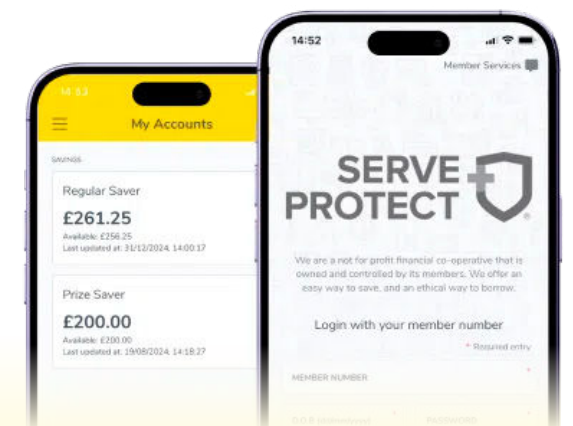 14:53
My Accounts
SAVINGS
Regular Saver
£261.25
Available: £256.25
Last updated at: 31/12/2024, 14:00:17
Prize Saver
£200.00
Available: £200.00
Last updated at: 19/08/2024, 14:18:27
14:52
Member Services
SERVE
PROTECT
We are a not for profit financial co-operative that is
owned and controlled by its members. We offer an
easy way to save, and an ethical way to borrow.
Login with your member number
* Required entry
MEMBER NUMBER *
D.O.B * PASSWORD *